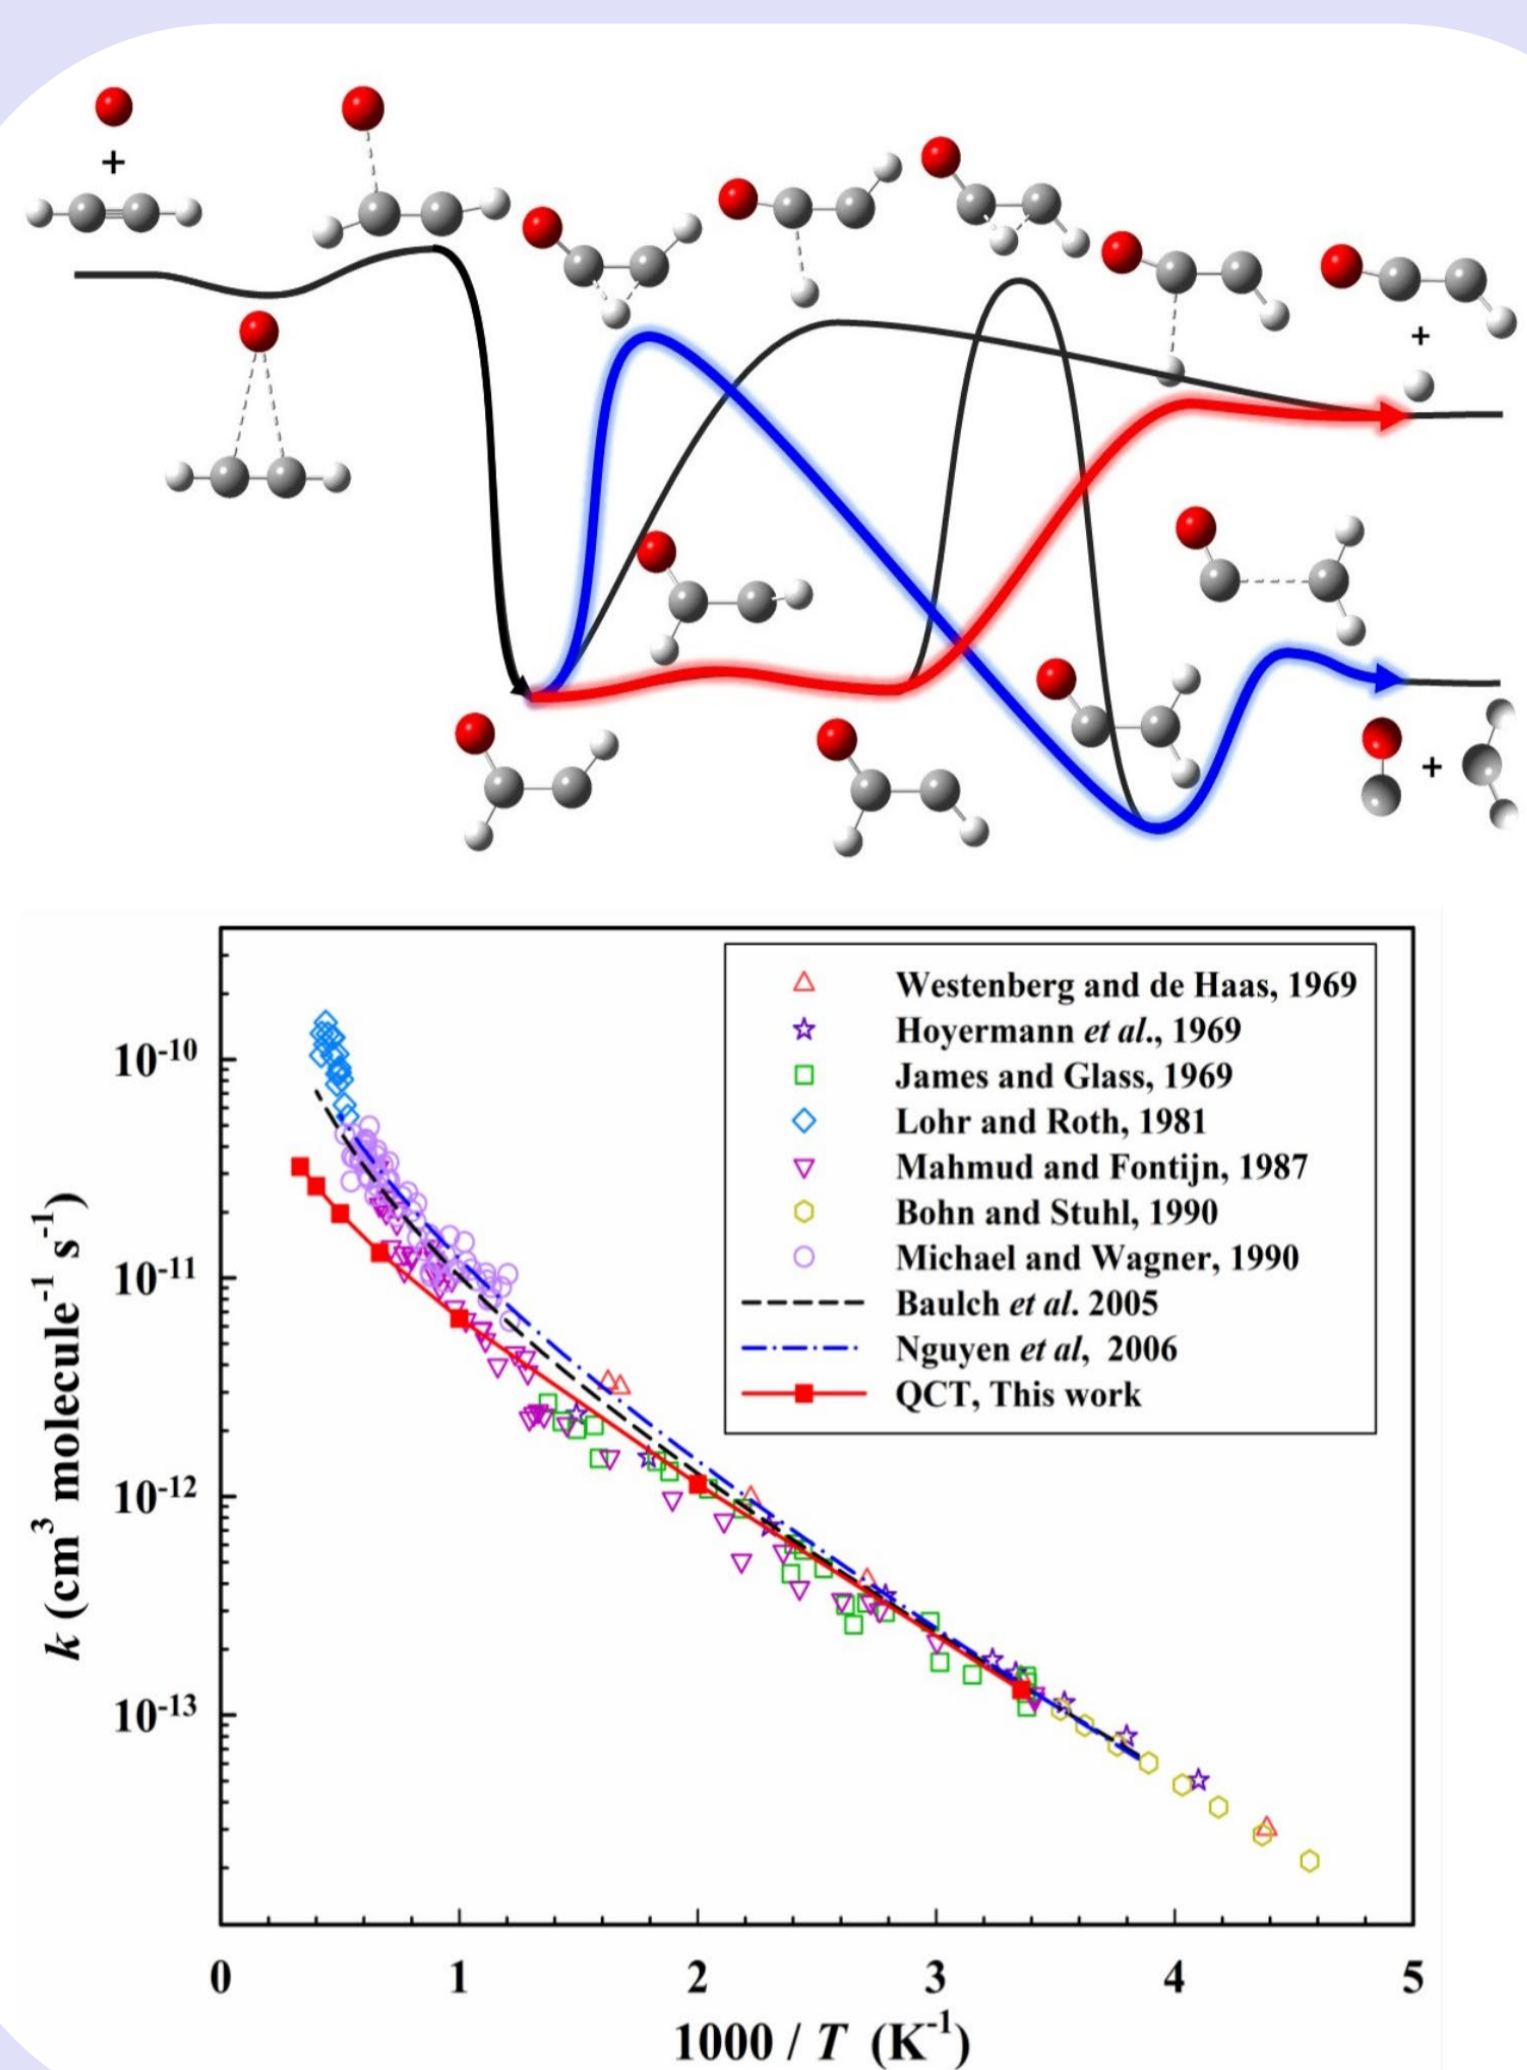 +
+
+
Westenberg and de Haas, 1969
Hoyermann et al., 1969
James and Glass, 1969
Lohr and Roth, 1981
Mahmud and Fontijn, 1987
Bohn and Stuhl, 1990
Michael and Wagner, 1990
Baulch et al. 2005
Nguyen et al, 2006
QCT, This work
10⁻¹⁰
10⁻¹¹
10⁻¹²
10⁻¹³
k (cm³ molecule⁻¹ s⁻¹)
0 1 2 3 4 5
1000 / T (K⁻¹)